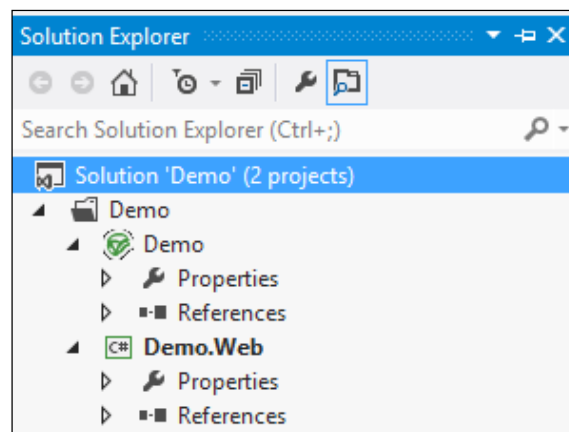 Solution Explorer
Search Solution Explorer (Ctrl+;)
Solution 'Demo' (2 projects)
Demo
Demo
Properties
References
C# Demo.Web
Properties
References